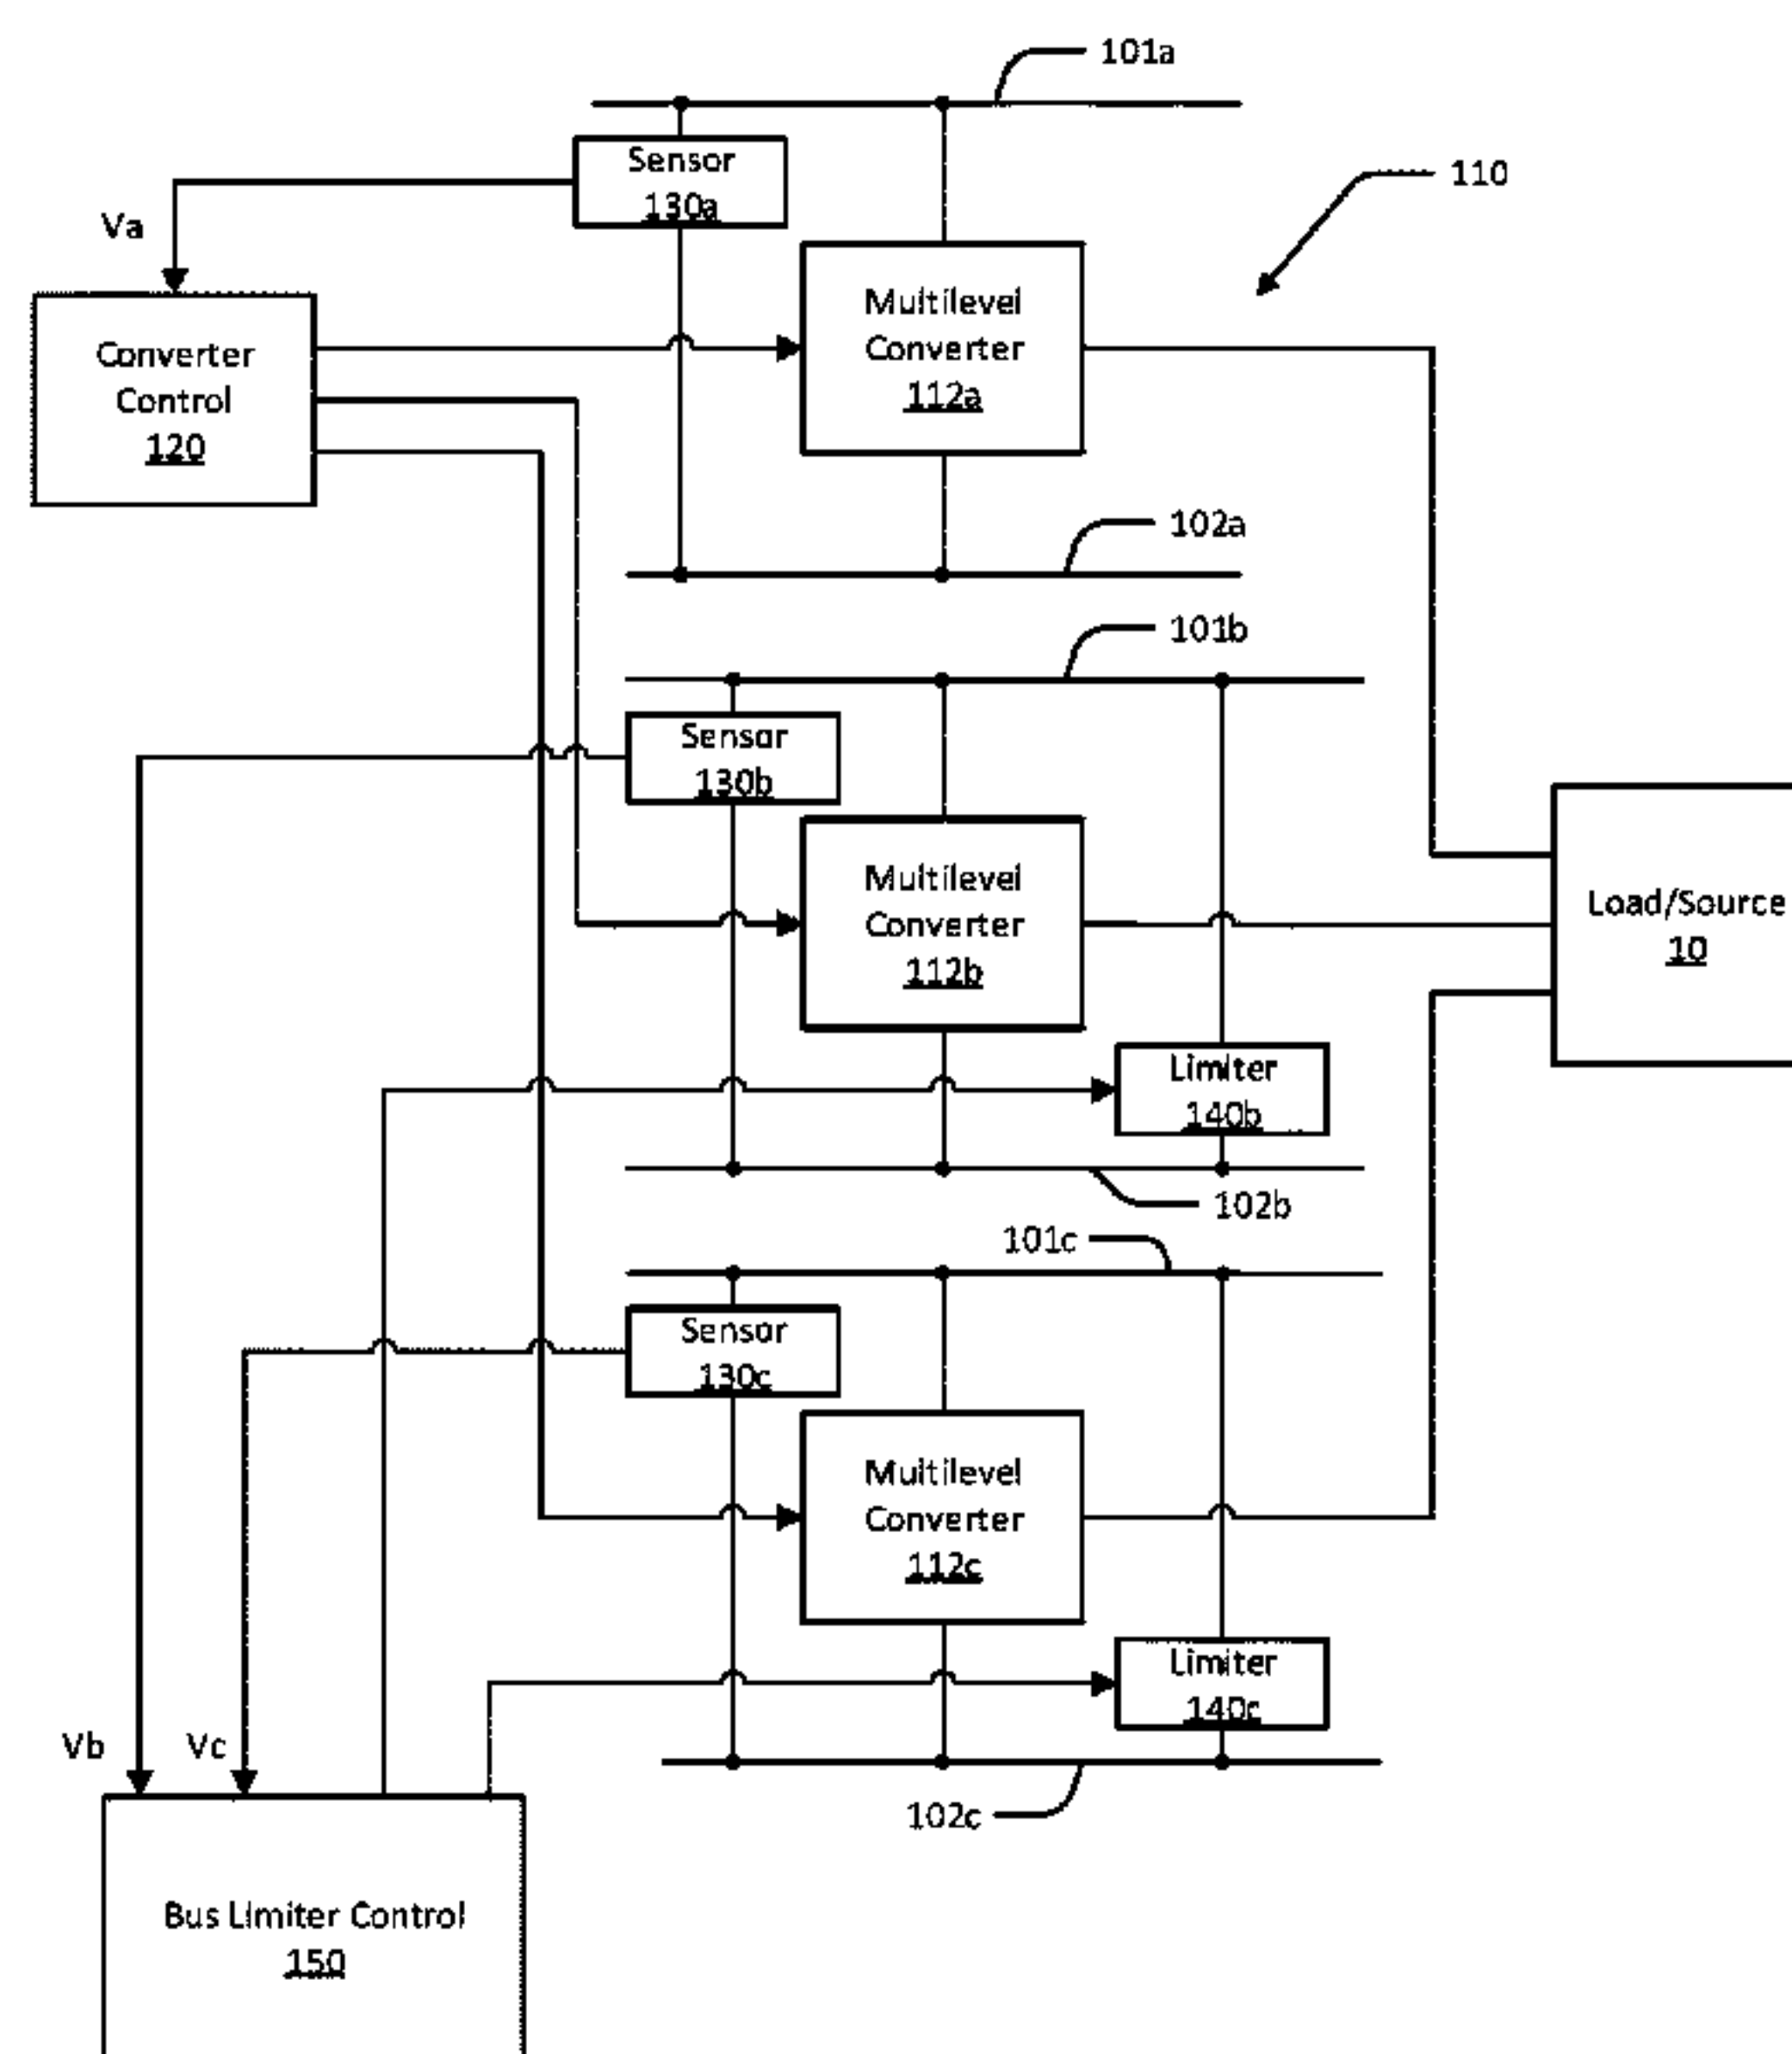 101a
Sensor
130a
110
Va
Multilevel
Converter
112a
Converter
Control
120
102a
101b
Sensor
130b
Multilevel
Converter
112b
Load/Source
10
Limiter
140b
102b
101c
Sensor
130c
Multilevel
Converter
112c
Limiter
140c
Vb
Vc
102c
Bus Limiter Control
150